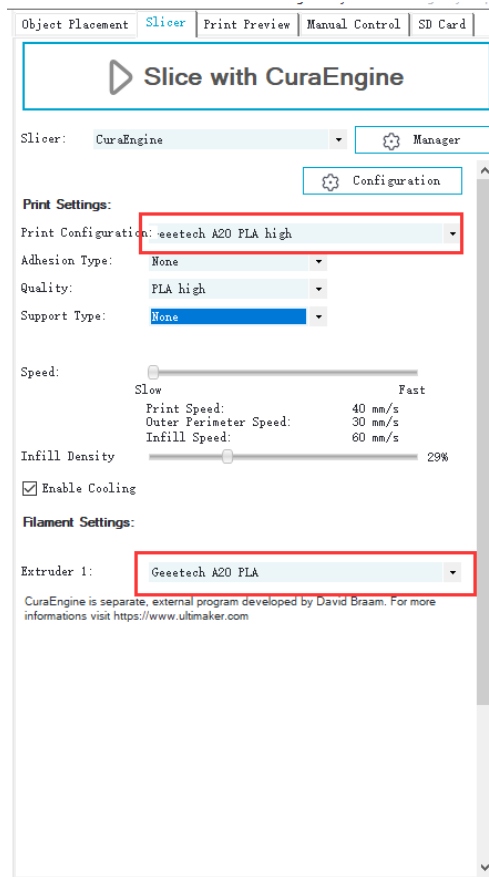 Object Placement Slicer Print Preview Manual Control SD Card
Slice with CuraEngine
Slicer: CuraEngine Manager
Configuration
Print Settings:
Print Configuration: eeetech A20 PLA high
Adhesion Type: None
Quality: PLA high
Support Type: None
Speed:
Slow Fast
Print Speed: 40 mm/s
Outer Perimeter Speed: 30 mm/s
Infill Speed: 60 mm/s
Infill Density 29%
Enable Cooling
Filament Settings:
Extruder 1: Geeetech A20 PLA
CuraEngine is separate, external program developed by David Braam. For more
informations visit https://www.ultimaker.com